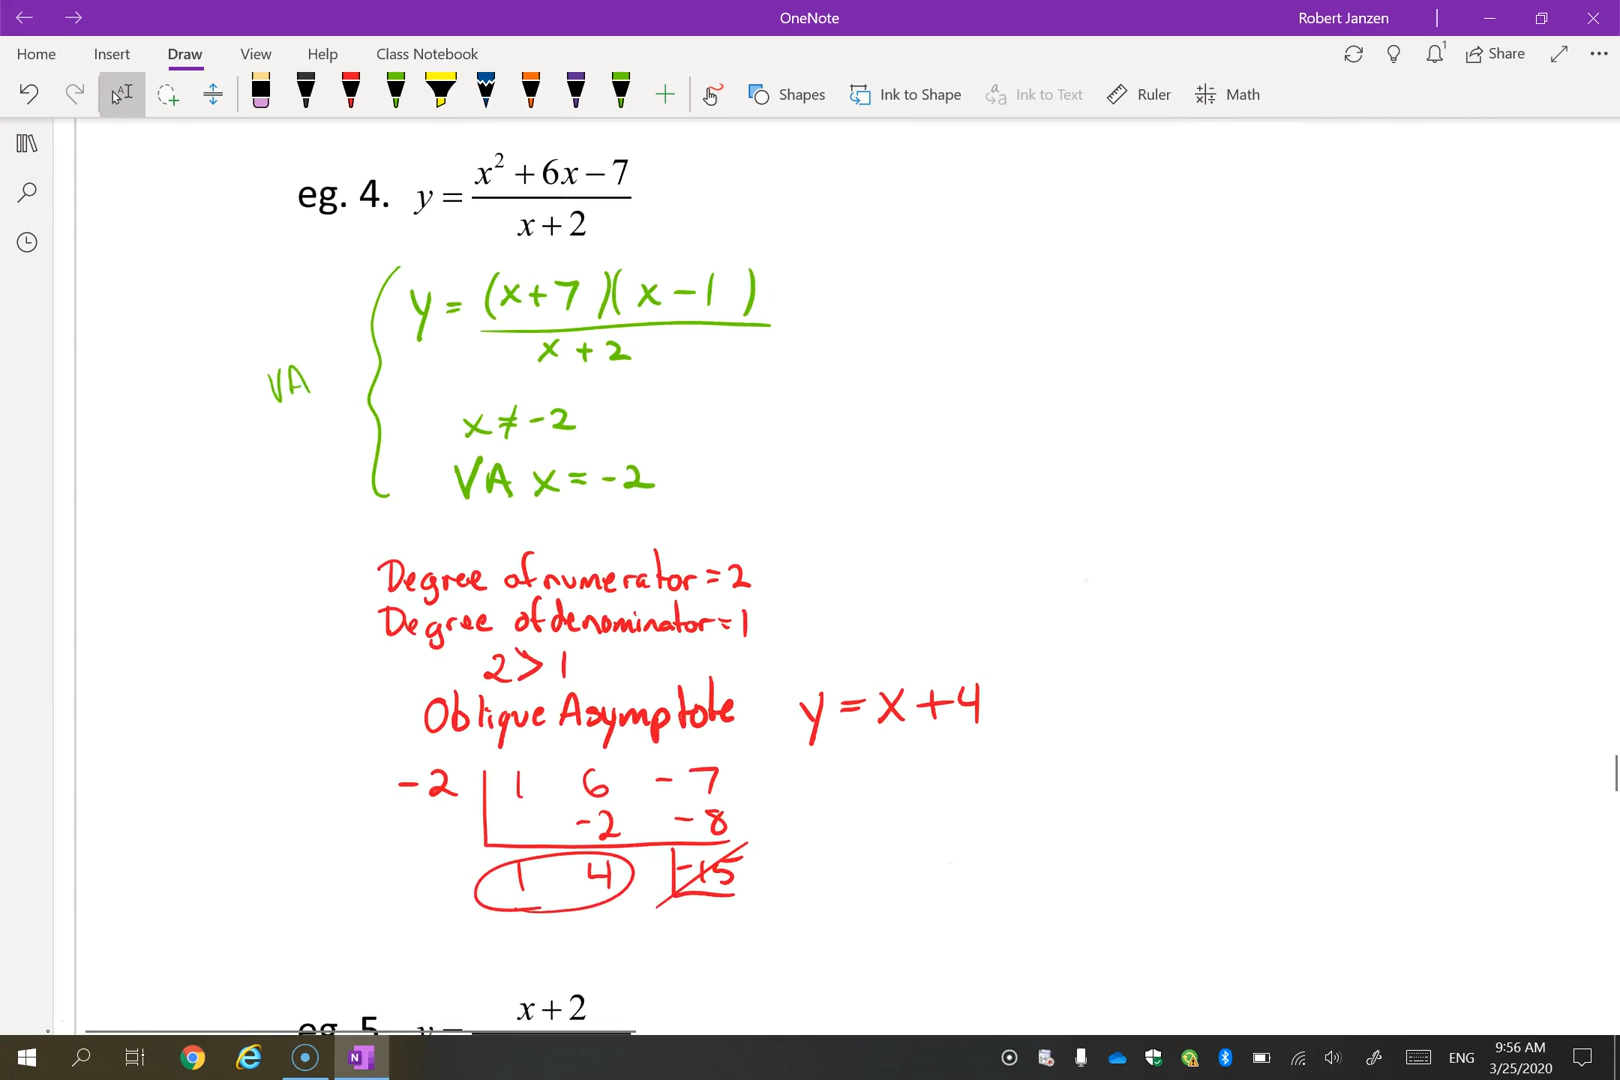 OneNote
Robert Janzen
Home Insert Draw View Help Class Notebook
1
Share
Shapes Ink to Shape Ink to Text Ruler Math
eg. 4. y = (x² + 6x − 7)/(x + 2)
y = (x+7)(x−1)/(x+2)
VA
x ≠ -2
VA x = -2
Degree of numerator = 2
Degree of denominator = 1
2 > 1
Oblique Asymptote y = x + 4
-2 | 1 6 -7
-2 -8
1 4 -15
eg. 5. y = x + 2
ENG
9:56 AM
3/25/2020